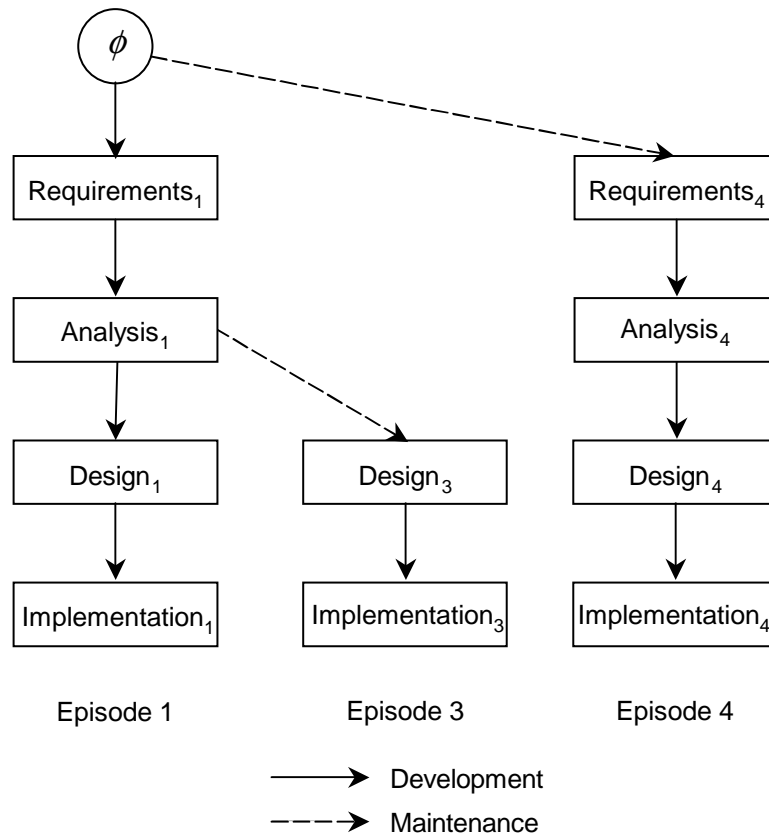 ϕ
Requirements₁ Requirements₄
Analysis₁ Analysis₄
Design₁ Design₃ Design₄
Implementation₁ Implementation₃ Implementation₄
Episode 1 Episode 3 Episode 4
Development
Maintenance